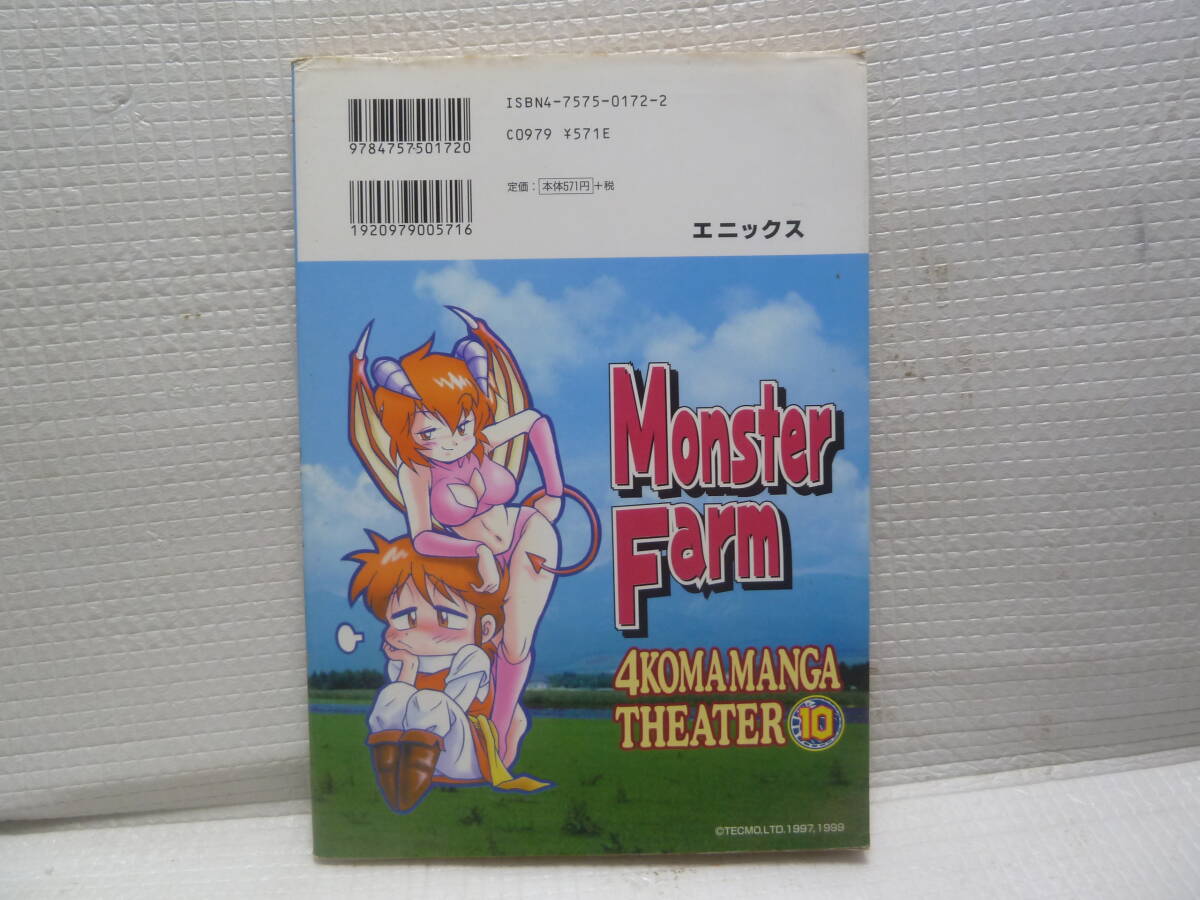 ISBN4-7575-0172-2
C0979 ¥571E
9784757501720
定価：本体571円+税
1920979005716
エニックス
Monster
Farm
4KOMA MANGA
THEATER 10
©TECMO.LTD.1997,1999